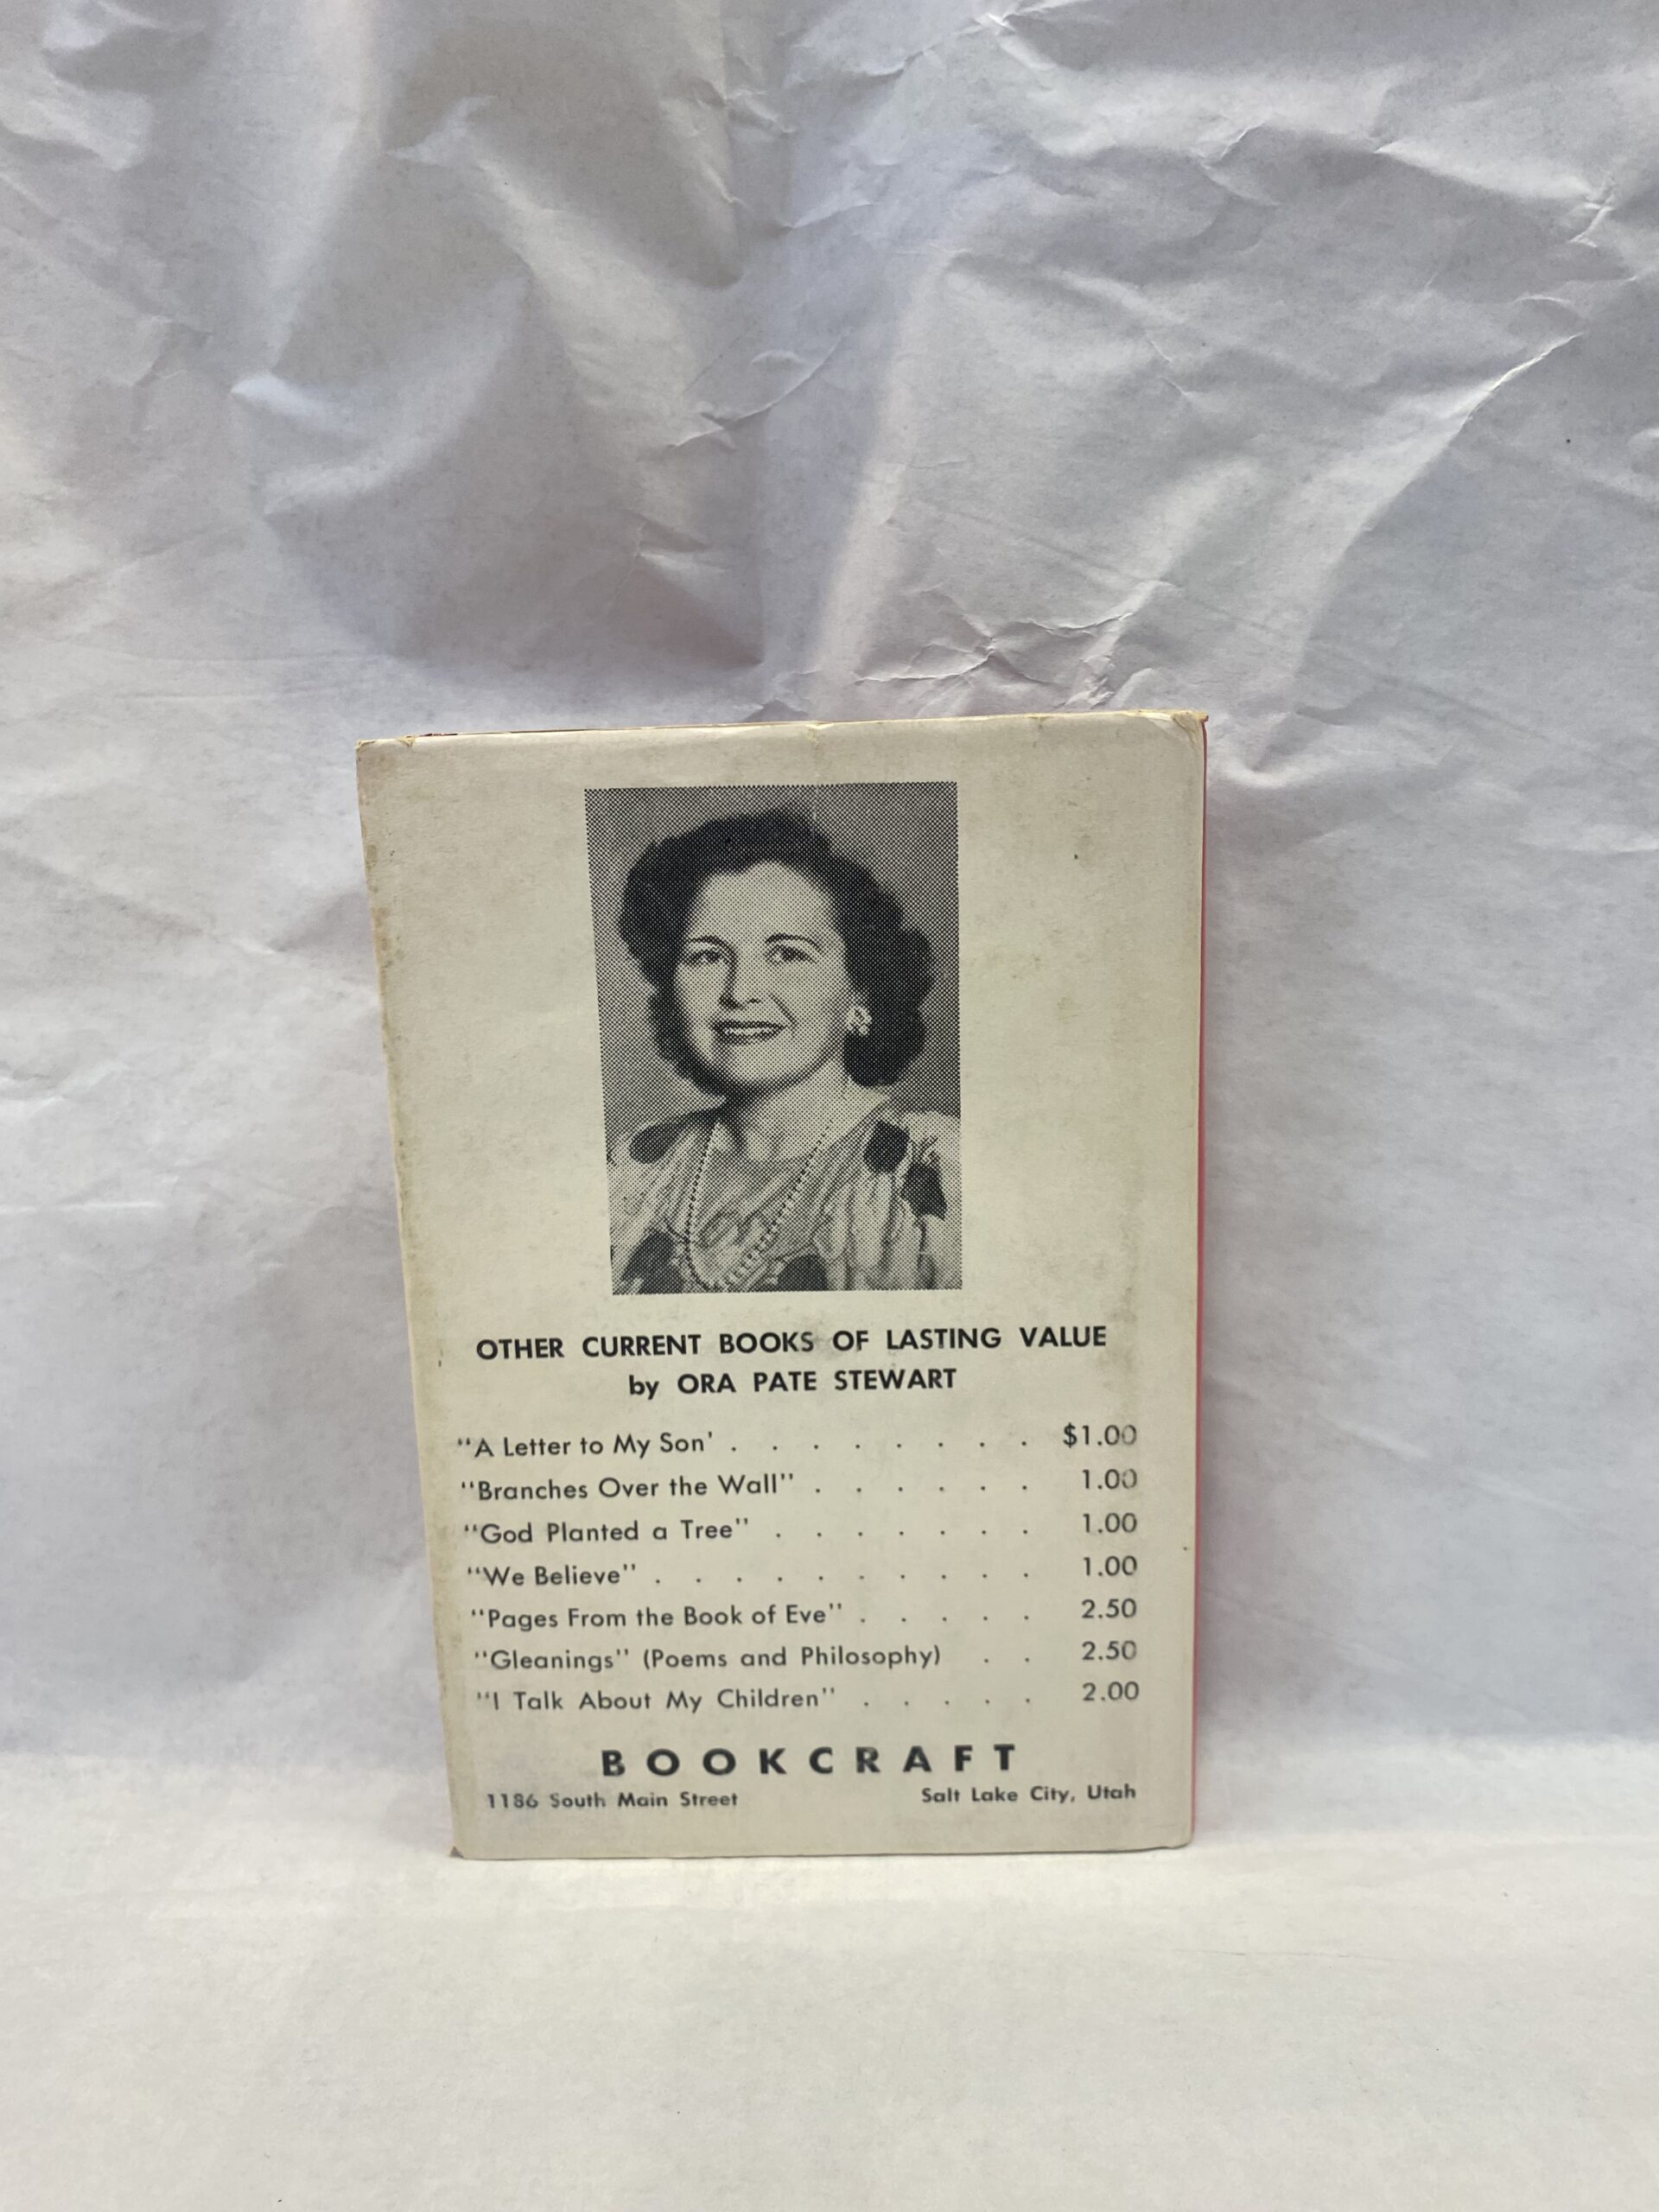 OTHER CURRENT BOOKS OF LASTING VALUE
by ORA PATE STEWART
"A Letter to My Son' . . . . . . . . $1.00
"Branches Over the Wall" . . . . . . 1.00
"God Planted a Tree" . . . . . . . 1.00
"We Believe" . . . . . . . . . . 1.00
"Pages From the Book of Eve" . . . . . 2.50
"Gleanings" (Poems and Philosophy) . . 2.50
"I Talk About My Children" . . . . . 2.00
BOOKCRAFT
1186 South Main Street Salt Lake City, Utah